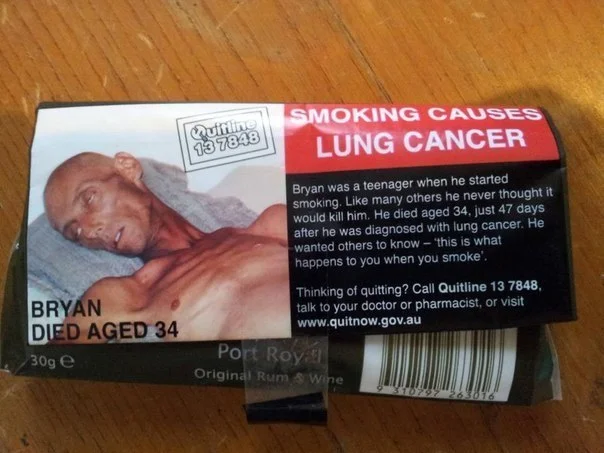 Quitline
13 7848
SMOKING CAUSES
LUNG CANCER
Bryan was a teenager when he started
smoking. Like many others he never thought it
would kill him. He died aged 34, just 47 days
after he was diagnosed with lung cancer. He
wanted others to know – 'this is what
happens to you when you smoke'.
Thinking of quitting? Call Quitline 13 7848,
talk to your doctor or pharmacist, or visit
www.quitnow.gov.au
BRYAN
DIED AGED 34
30g e
Port Royal
Original Rum & Wine
9 310797 263016